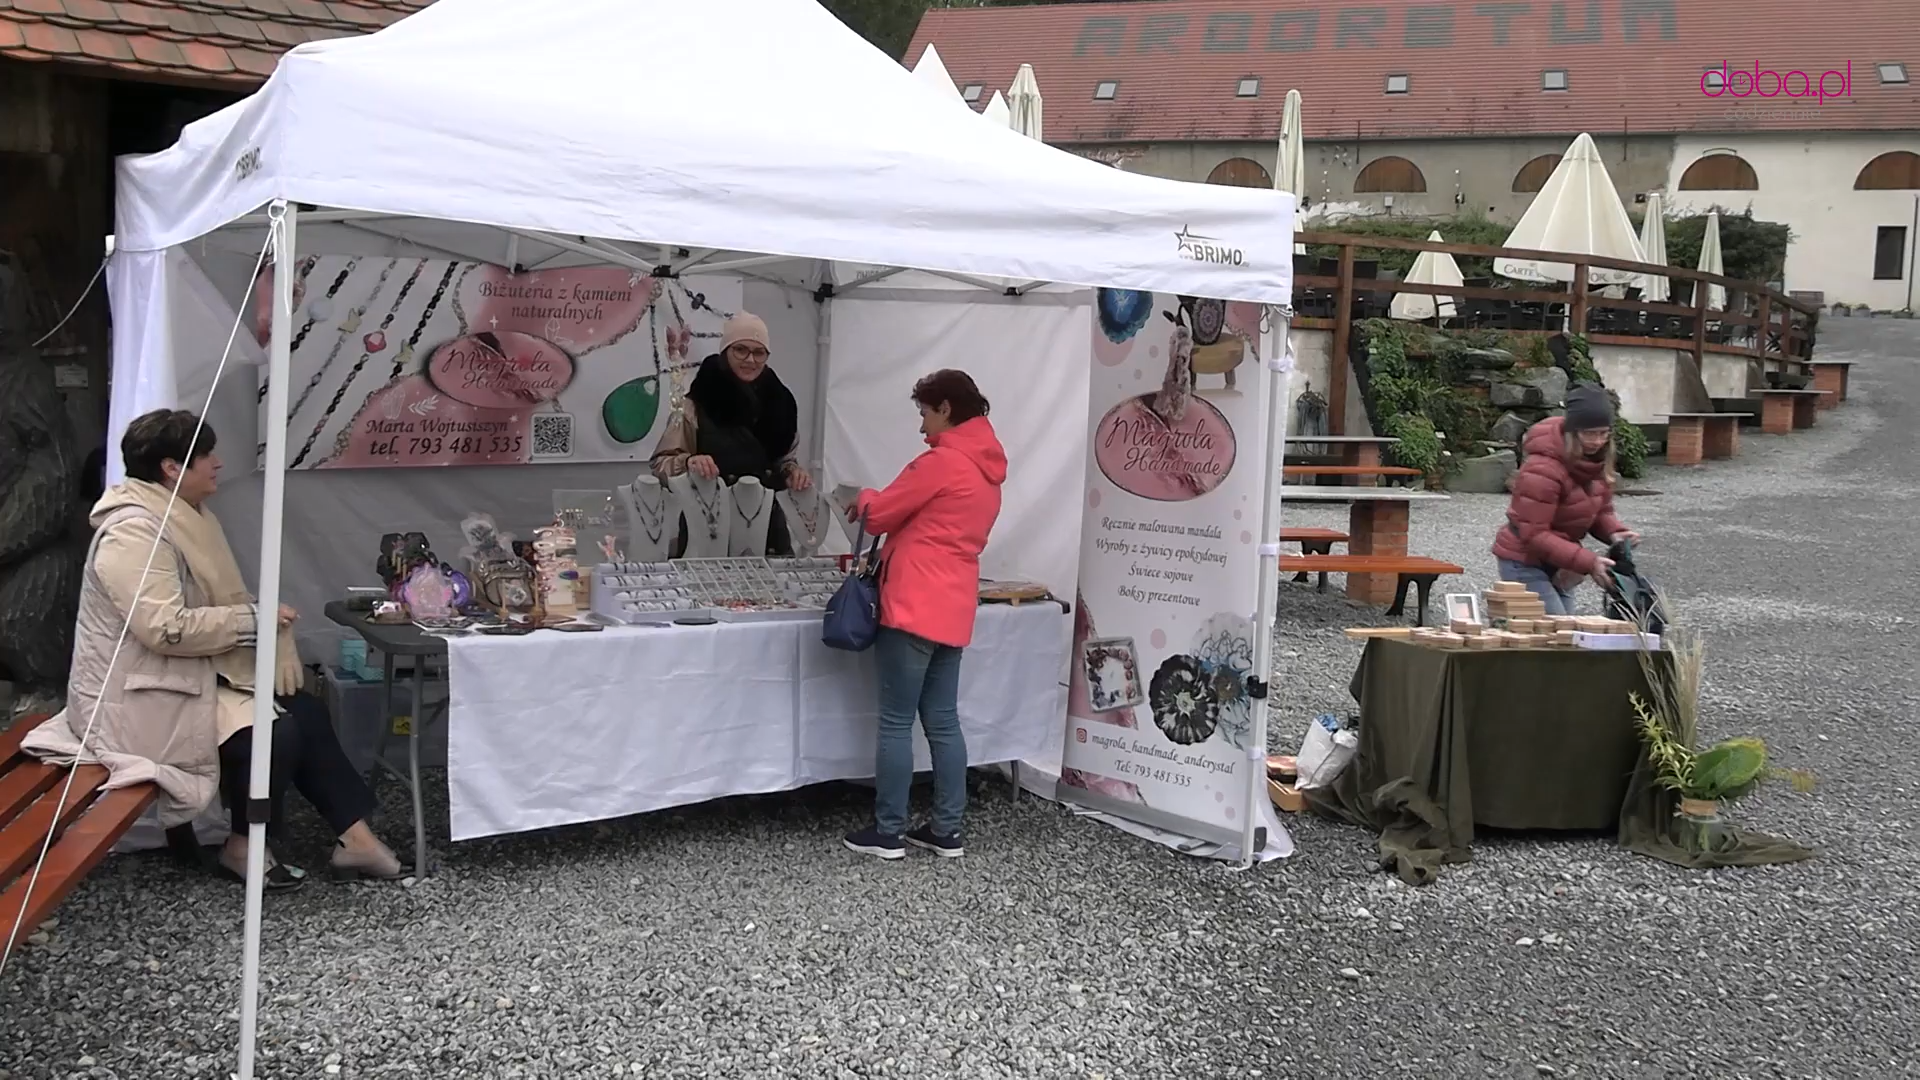 ARBORETUM
doba.pl
codziennie
BRIMO
BRIMO
Biżuteria z kamieni
naturalnych
Magrola
Handmade
Marta Wojtusiszyn
tel. 793 481 535
Magrola
Handmade
Ręcznie malowana mandala
Wyroby z żywicy epoksydowej
Świece sojowe
Boksy prezentowe
magrola_handmade_andcrystal
Tel: 793 481 535